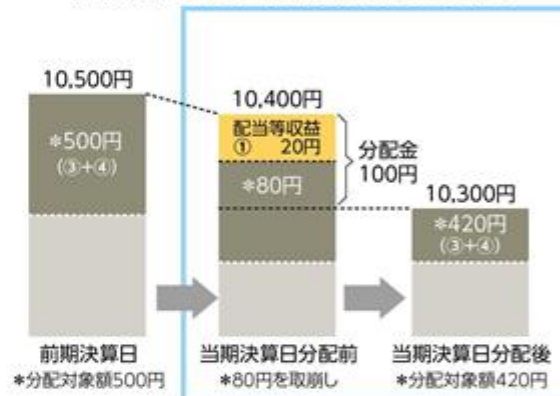 10,500円
*500円
(③+④)
前期決算日
*分配対象額500円
10,400円
配当等収益
① 20円
*80円
分配金
100円
当期決算日分配前
*80円を取崩し
10,300円
*420円
(③+④)
当期決算日分配後
*分配対象額420円